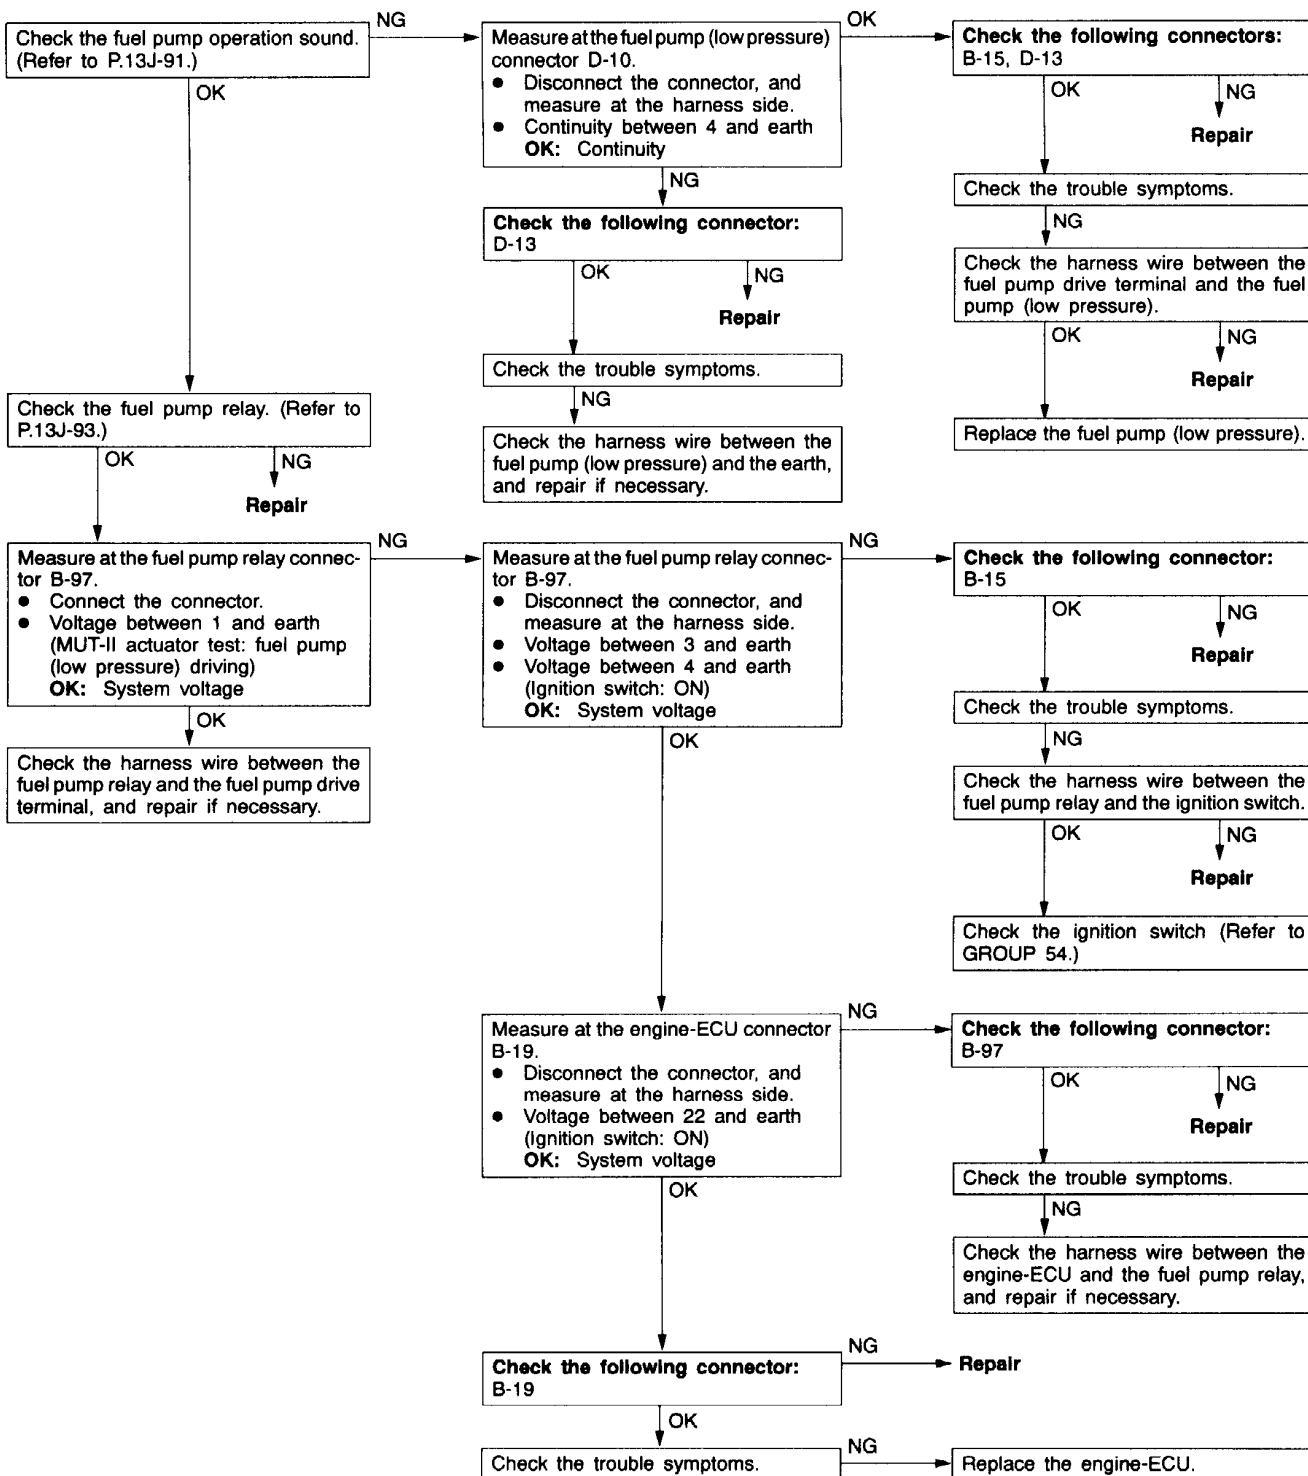 Check the fuel pump operation sound.
(Refer to P.13J-91.)
NG
OK
Measure at the fuel pump (low pressure)
connector D-10.
● Disconnect the connector, and
measure at the harness side.
● Continuity between 4 and earth
OK: Continuity
OK
NG
Check the following connectors:
B-15, D-13
OK
NG
Repair
Check the trouble symptoms.
NG
Check the harness wire between the
fuel pump drive terminal and the fuel
pump (low pressure).
OK
NG
Repair
Replace the fuel pump (low pressure).
Check the following connector:
D-13
OK
NG
Repair
Check the trouble symptoms.
NG
Check the harness wire between the
fuel pump (low pressure) and the earth,
and repair if necessary.
Check the fuel pump relay. (Refer to
P.13J-93.)
OK
NG
Repair
Measure at the fuel pump relay connec-
tor B-97.
● Connect the connector.
● Voltage between 1 and earth
(MUT-II actuator test: fuel pump
(low pressure) driving)
OK: System voltage
NG
OK
Check the harness wire between the
fuel pump relay and the fuel pump drive
terminal, and repair if necessary.
Measure at the fuel pump relay connec-
tor B-97.
● Disconnect the connector, and
measure at the harness side.
● Voltage between 3 and earth
● Voltage between 4 and earth
(Ignition switch: ON)
OK: System voltage
NG
OK
Check the following connector:
B-15
OK
NG
Repair
Check the trouble symptoms.
NG
Check the harness wire between the
fuel pump relay and the ignition switch.
OK
NG
Repair
Check the ignition switch (Refer to
GROUP 54.)
Measure at the engine-ECU connector
B-19.
● Disconnect the connector, and
measure at the harness side.
● Voltage between 22 and earth
(Ignition switch: ON)
OK: System voltage
NG
OK
Check the following connector:
B-97
OK
NG
Repair
Check the trouble symptoms.
NG
Check the harness wire between the
engine-ECU and the fuel pump relay,
and repair if necessary.
Check the following connector:
B-19
NG
Repair
OK
Check the trouble symptoms.
NG
Replace the engine-ECU.